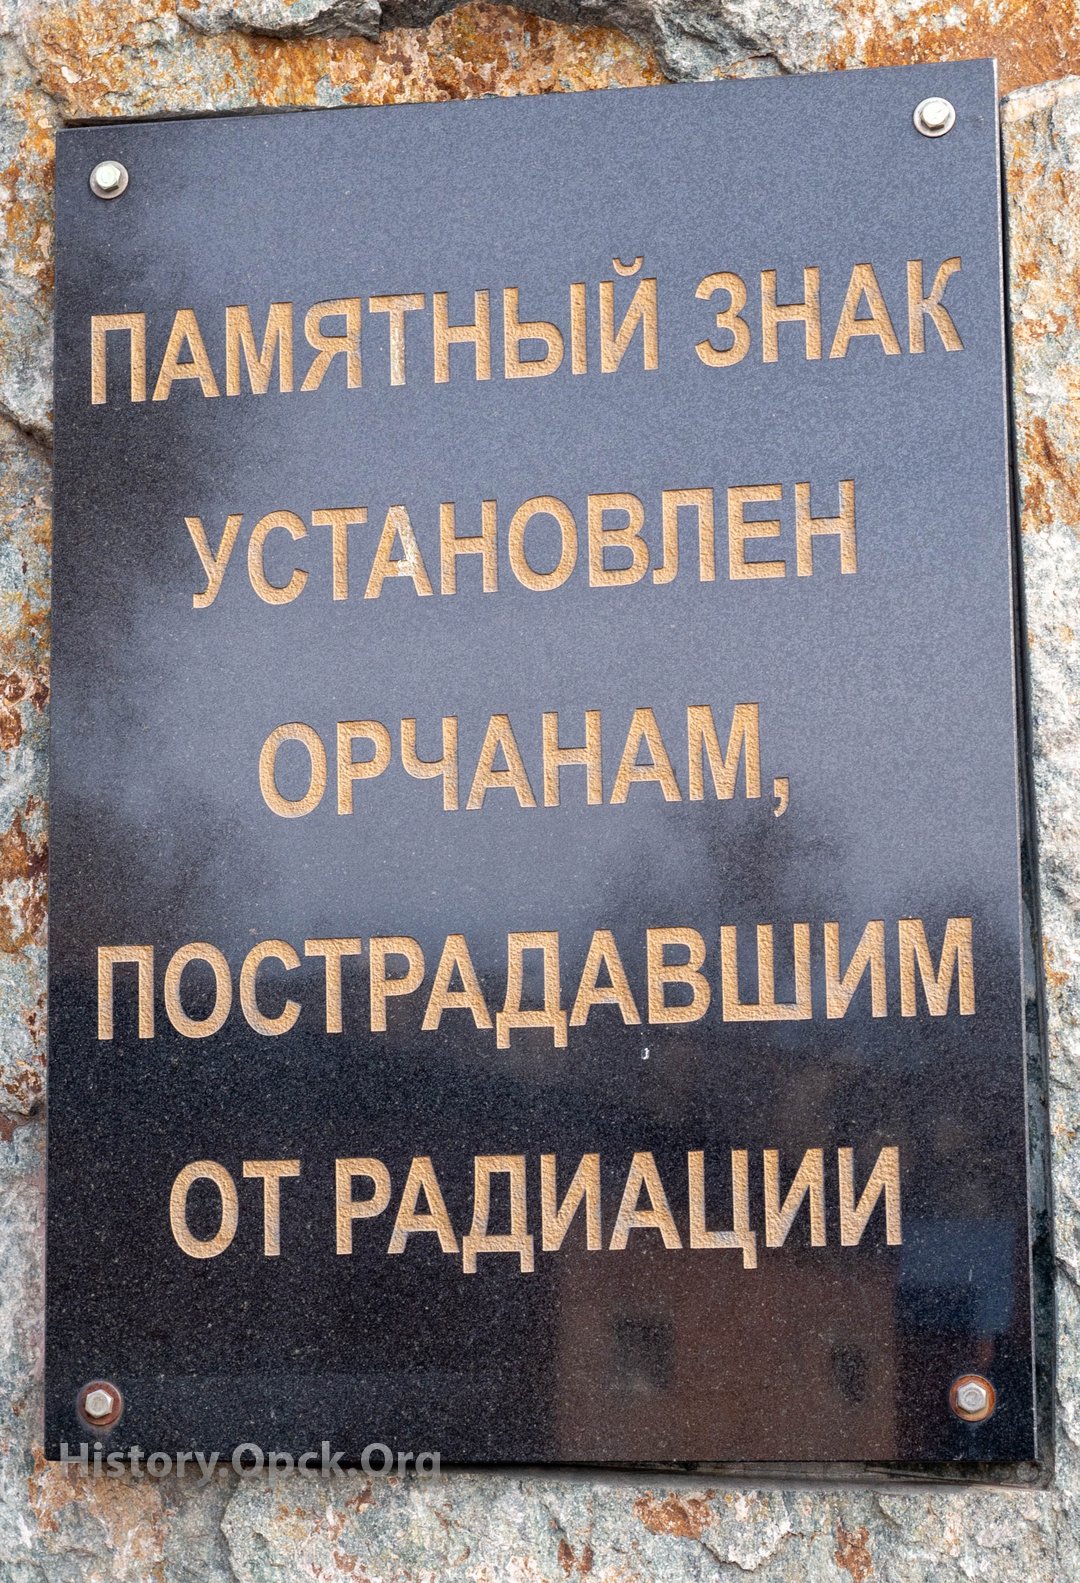 ПАМЯТНЫЙ ЗНАК
УСТАНОВЛЕН
ОРЧАНАМ,
ПОСТРАДАВШИМ
ОТ РАДИАЦИИ
History.Opck.Org